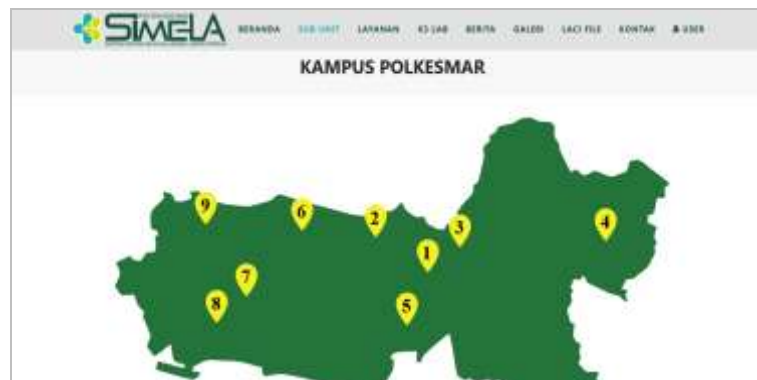 SIMELA BERANDA SUB UNIT LAYANAN K3 LAB BERITA GALERI LACI FILE KONTAK USER
KAMPUS POLKESMAR
9 6 2 3 4
1
7
8 5